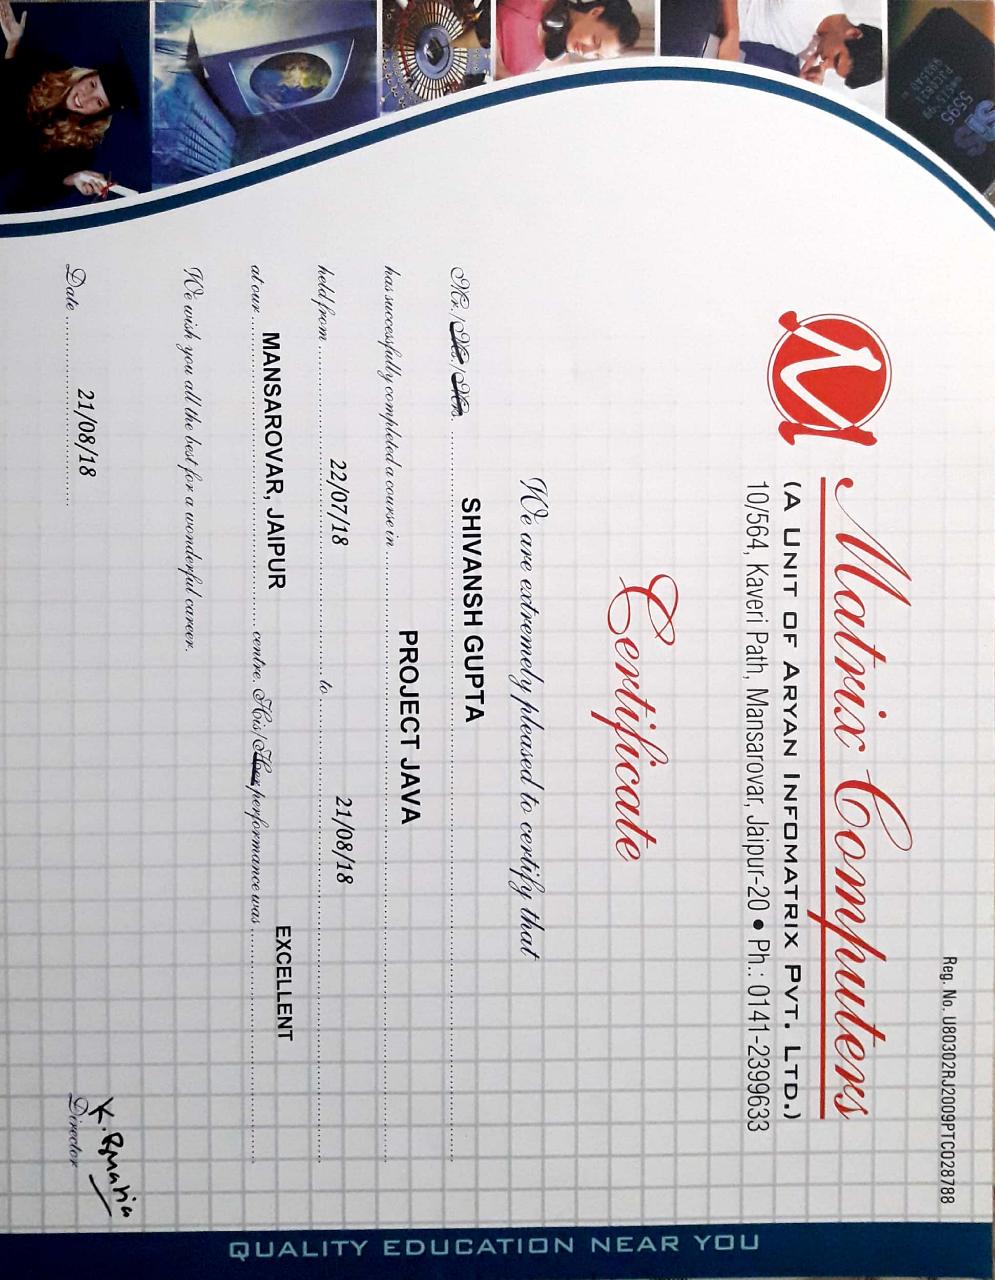 Reg. No. U80302RJ2009PTC028788
Matrix Computers
(A Unit of Aryan Infomatrix Pvt. Ltd.)
10/564, Kaveri Path, Mansarovar, Jaipur-20 • Ph.: 0141-2399633
Certificate
We are extremely pleased to certify that
Mr./Ms./Mrs. SHIVANSH GUPTA
has successfully completed a course in PROJECT JAVA
held from 22/07/18 to 21/08/18
at our MANSAROVAR, JAIPUR centre. His/Her performance was EXCELLENT
We wish you all the best for a wonderful career.
Date 21/08/18
Director
QUALITY EDUCATION NEAR YOU